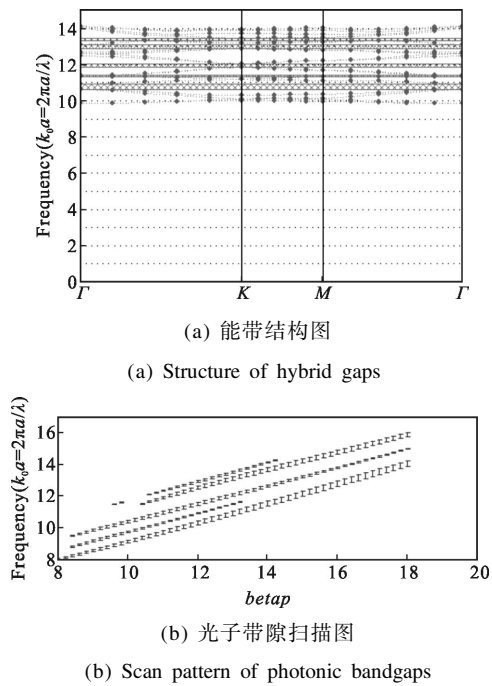 14
12
10
8
6
4
2
0
Frequency(k₀a=2πa/λ)
Γ K M Γ
(a) 能带结构图
(a) Structure of hybrid gaps
16
14
12
10
8
Frequency(k₀a=2πa/λ)
8 10 12 14 16 18 20
betap
(b) 光子带隙扫描图
(b) Scan pattern of photonic bandgaps